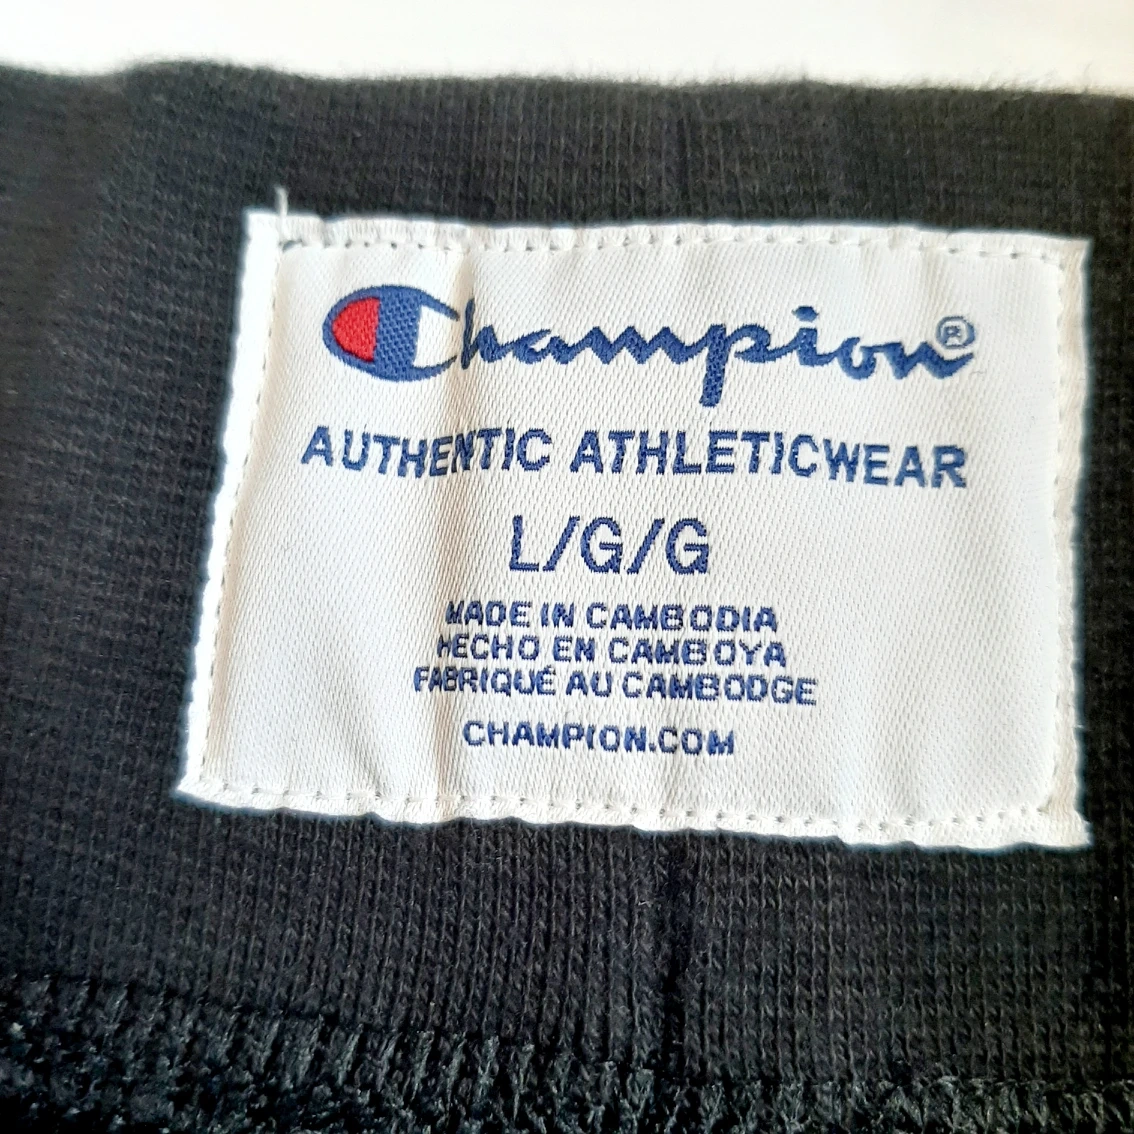 Champion®
AUTHENTIC ATHLETICWEAR
L/G/G
MADE IN CAMBODIA
HECHO EN CAMBOYA
FABRIQUÉ AU CAMBODGE
CHAMPION.COM